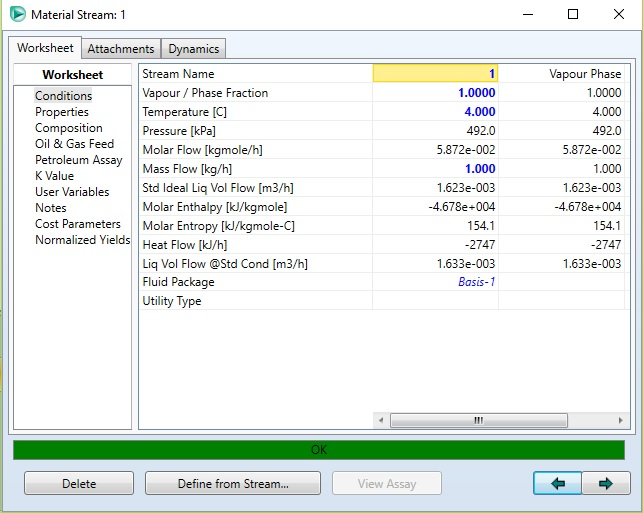 Material Stream: 1
Worksheet Attachments Dynamics
Worksheet
Conditions
Properties
Composition
Oil & Gas Feed
Petroleum Assay
K Value
User Variables
Notes
Cost Parameters
Normalized Yields
Stream Name 1 Vapour Phase
Vapour / Phase Fraction 1.0000 1.0000
Temperature [C] 4.000 4.000
Pressure [kPa] 492.0 492.0
Molar Flow [kgmole/h] 5.872e-002 5.872e-002
Mass Flow [kg/h] 1.000 1.000
Std Ideal Liq Vol Flow [m3/h] 1.623e-003 1.623e-003
Molar Enthalpy [kJ/kgmole] -4.678e+004 -4.678e+004
Molar Entropy [kJ/kgmole-C] 154.1 154.1
Heat Flow [kJ/h] -2747 -2747
Liq Vol Flow @Std Cond [m3/h] 1.633e-003 1.633e-003
Fluid Package Basis-1
Utility Type
OK
Delete Define from Stream... View Assay